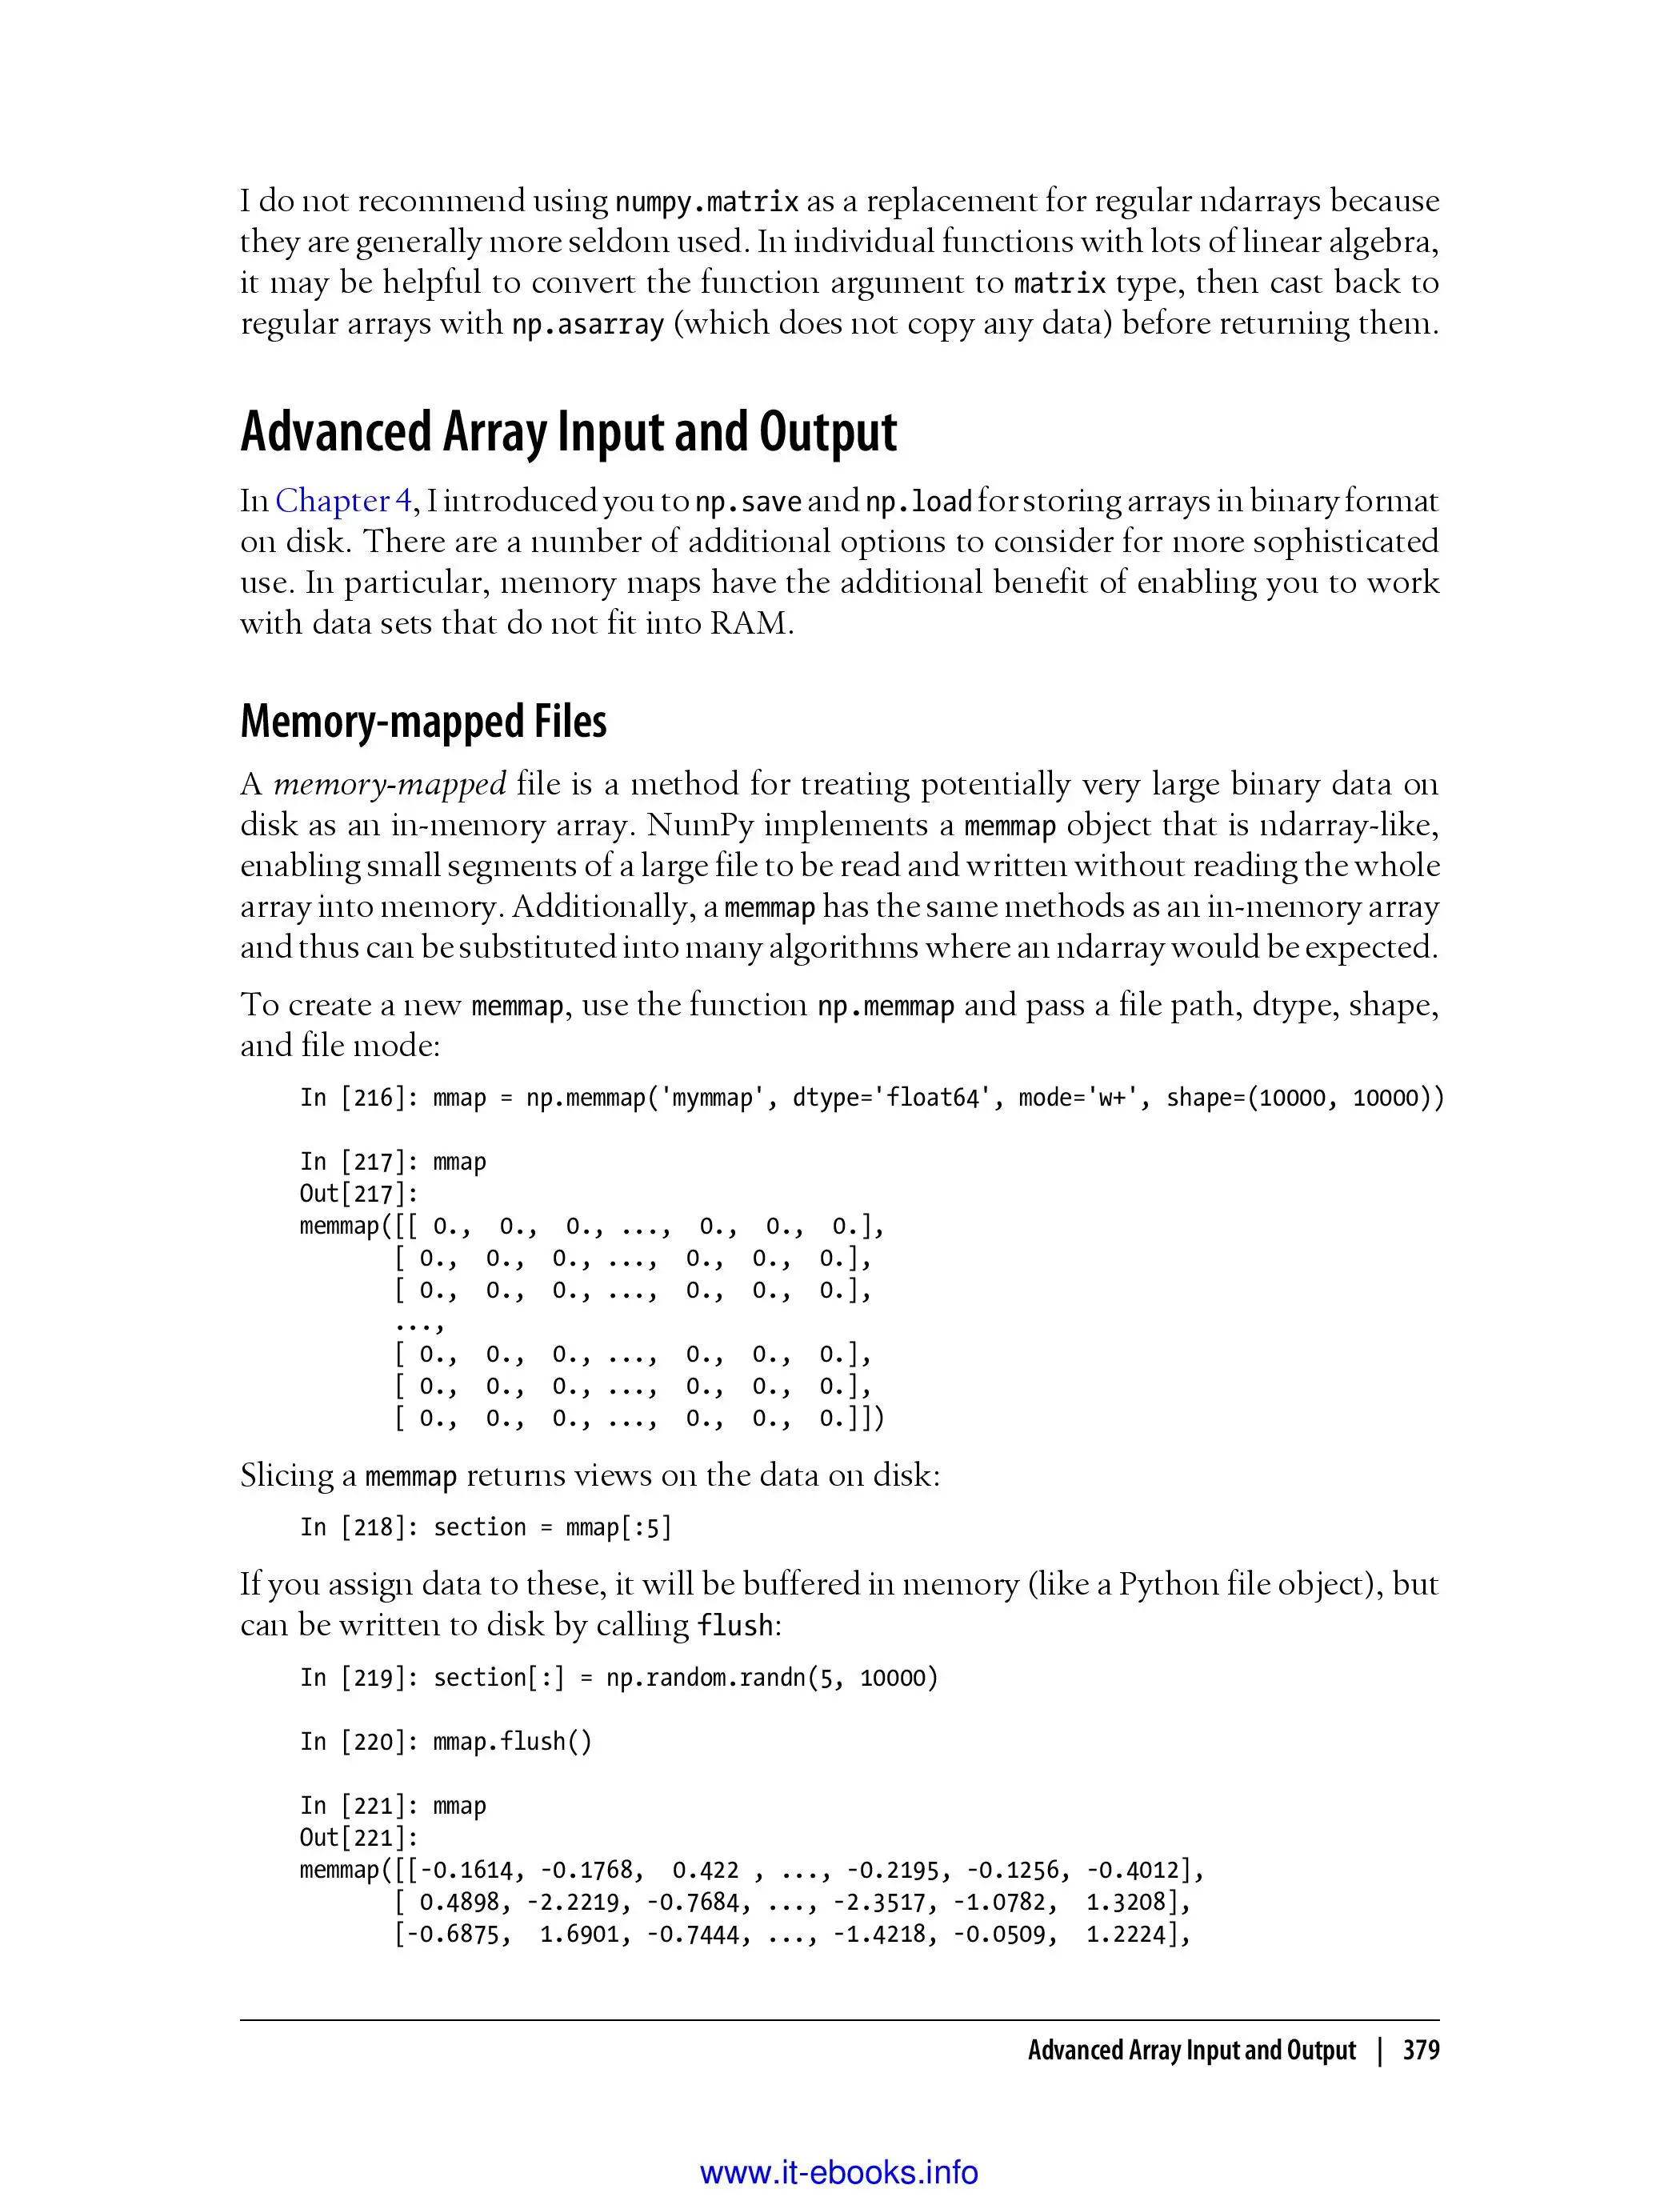 I do not recommend using numpy.matrix as a replacement for regular ndarrays because
they are generally more seldom used. In individual functions with lots of linear algebra,
it may be helpful to convert the function argument to matrix type, then cast back to
regular arrays with np.asarray (which does not copy any data) before returning them.
Advanced Array Input and Output
In Chapter 4, I introduced you to np.save and np.load for storing arrays in binary format
on disk. There are a number of additional options to consider for more sophisticated
use. In particular, memory maps have the additional benefit of enabling you to work
with data sets that do not fit into RAM.
Memory-mapped Files
A memory-mapped file is a method for treating potentially very large binary data on
disk as an in-memory array. NumPy implements a memmap object that is ndarray-like,
enabling small segments of a large file to be read and written without reading the whole
array into memory. Additionally, a memmap has the same methods as an in-memory array
and thus can be substituted into many algorithms where an ndarray would be expected.
To create a new memmap, use the function np.memmap and pass a file path, dtype, shape,
and file mode:
In [216]: mmap = np.memmap('mymmap', dtype='float64', mode='w+', shape=(10000, 10000))
In [217]: mmap
Out[217]:
memmap([[ 0.,  0.,  0., ...,  0.,  0.,  0.],
       [ 0.,  0.,  0., ...,  0.,  0.,  0.],
       [ 0.,  0.,  0., ...,  0.,  0.,  0.],
       ...,
       [ 0.,  0.,  0., ...,  0.,  0.,  0.],
       [ 0.,  0.,  0., ...,  0.,  0.,  0.],
       [ 0.,  0.,  0., ...,  0.,  0.,  0.]])
Slicing a memmap returns views on the data on disk:
In [218]: section = mmap[:5]
If you assign data to these, it will be buffered in memory (like a Python file object), but
can be written to disk by calling flush:
In [219]: section[:] = np.random.randn(5, 10000)
In [220]: mmap.flush()
In [221]: mmap
Out[221]:
memmap([[-0.1614, -0.1768,  0.422 , ..., -0.2195, -0.1256, -0.4012],
       [ 0.4898, -2.2219, -0.7684, ..., -2.3517, -1.0782,  1.3208],
       [-0.6875,  1.6901, -0.7444, ..., -1.4218, -0.0509,  1.2224],
Advanced Array Input and Output | 379
www.it-ebooks.info